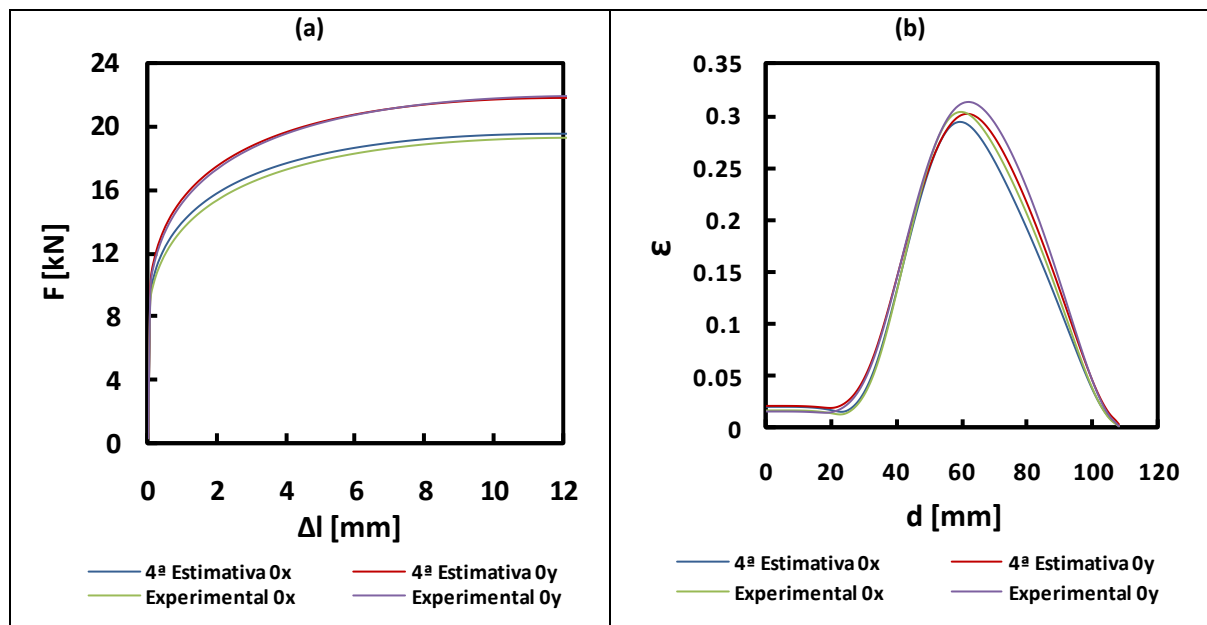 (a)
24
20
16
12
8
4
0
F [kN]
0 2 4 6 8 10 12
Δl [mm]
4ª Estimativa 0x 4ª Estimativa 0y
Experimental 0x Experimental 0y
(b)
0.35
0.3
0.25
0.2
0.15
0.1
0.05
0
ε
0 20 40 60 80 100 120
d [mm]
4ª Estimativa 0x 4ª Estimativa 0y
Experimental 0x Experimental 0y